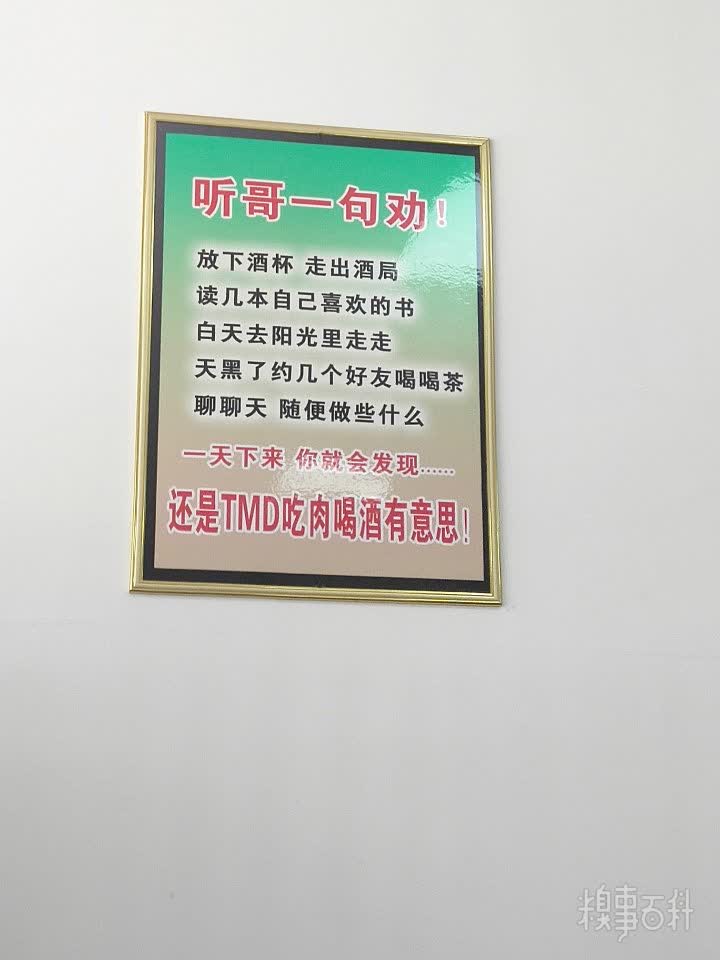 听哥一句劝！
放下酒杯 走出酒局
读几本自己喜欢的书
白天去阳光里走走
天黑了约几个好友喝喝茶
聊聊天 随便做些什么
一天下来 你就会发现......
还是TMD吃肉喝酒有意思！
糗事百科